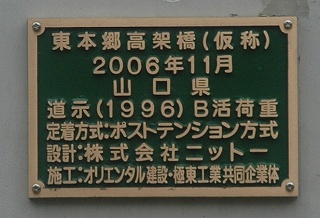 東本郷高架橋(仮称)
2006年11月
山口県
道示(1996)B活荷重
定着方式:ポストテンション方式
設計:株式会社ニットー
施工:オリエンタル建設・極東工業共同企業体